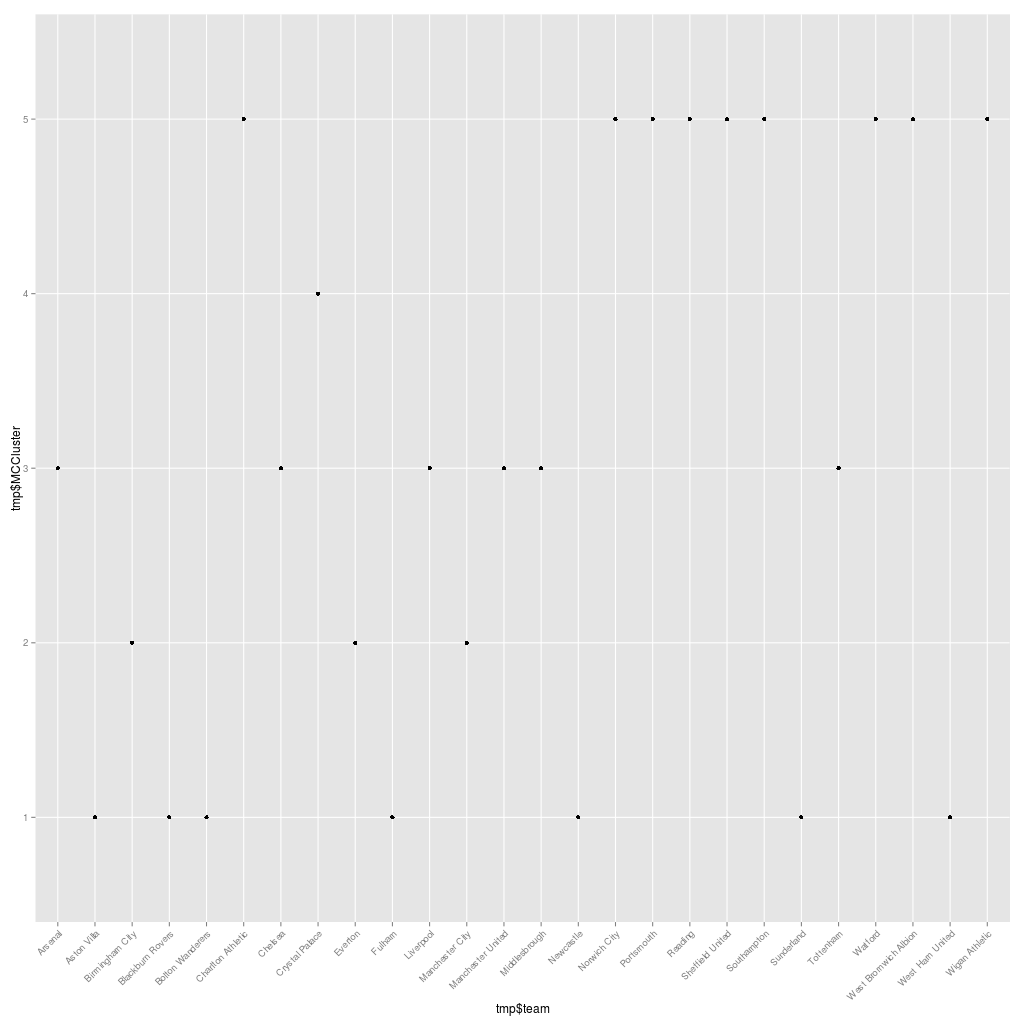 tmp$MCCluster
5
4
3
2
1
Arsenal
Aston Villa
Birmingham City
Blackburn Rovers
Bolton Wanderers
Charlton Athletic
Chelsea
Crystal Palace
Everton
Fulham
Liverpool
Manchester City
Manchester United
Middlesbrough
Newcastle
Norwich City
Portsmouth
Reading
Sheffield United
Southampton
Sunderland
Tottenham
Watford
West Bromwich Albion
West Ham United
Wigan Athletic
tmp$team